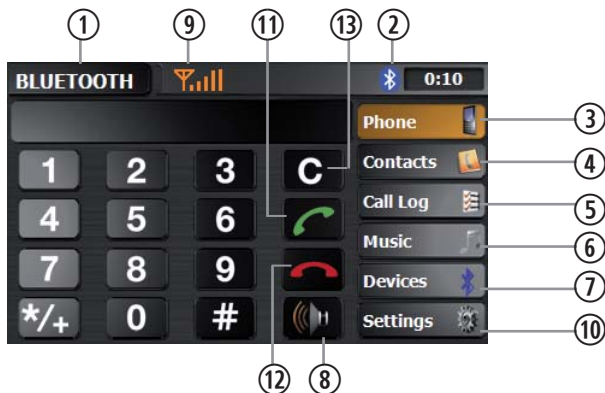 ① ⑨ ⑪ ⑬ ②
BLUETOOTH 0:10
Phone ③
1 2 3 C Contacts ④
4 5 6 Call Log ⑤
Music ⑥
7 8 9 Devices ⑦
*/+ 0 # Settings ⑩
⑫ ⑧